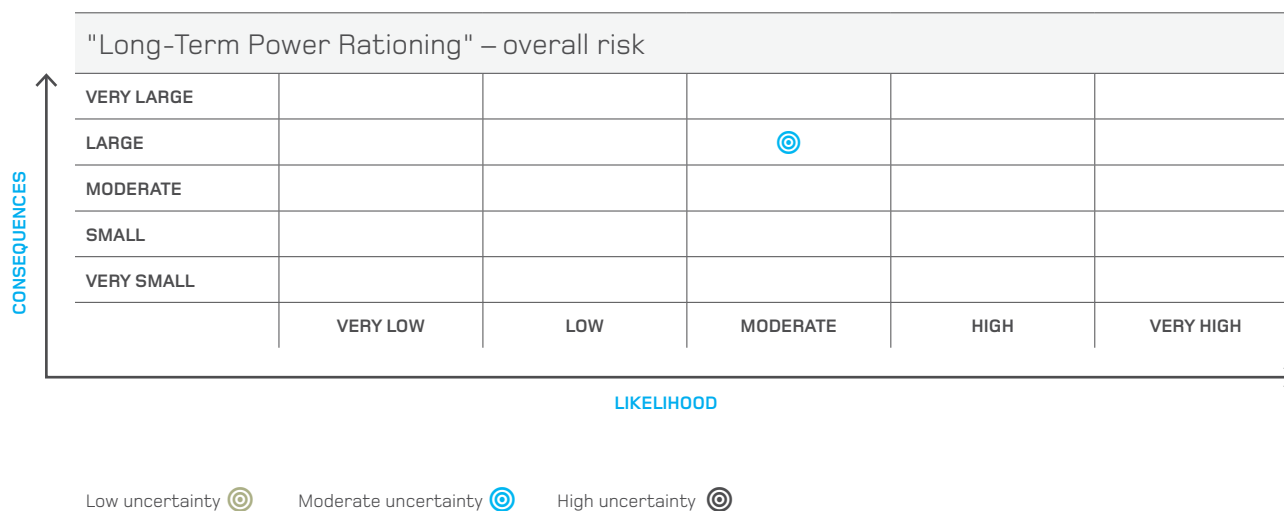 "Long-Term Power Rationing" – overall risk
VERY LARGE
LARGE
MODERATE
SMALL
VERY SMALL
CONSEQUENCES
VERY LOW LOW MODERATE HIGH VERY HIGH
LIKELIHOOD
Low uncertainty Moderate uncertainty High uncertainty